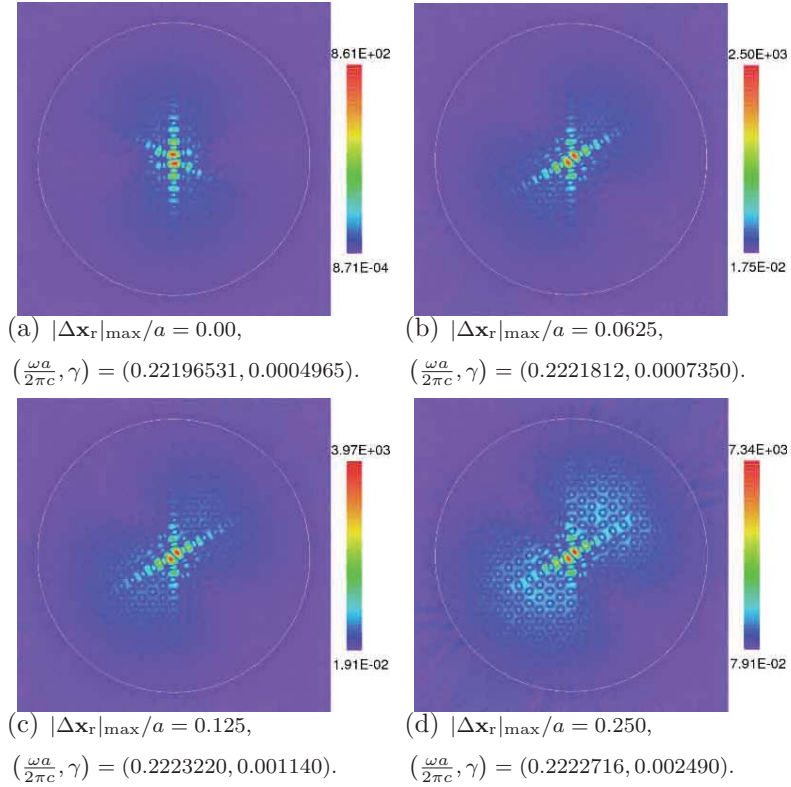 8.61E+02
8.71E-04
2.50E+03
1.75E-02
(a) |Δx_r|_max/a = 0.00,
(ωa/2πc, γ) = (0.22196531, 0.0004965).
(b) |Δx_r|_max/a = 0.0625,
(ωa/2πc, γ) = (0.2221812, 0.0007350).
3.97E+03
1.91E-02
7.34E+03
7.91E-02
(c) |Δx_r|_max/a = 0.125,
(ωa/2πc, γ) = (0.2223220, 0.001140).
(d) |Δx_r|_max/a = 0.250,
(ωa/2πc, γ) = (0.2222716, 0.002490).